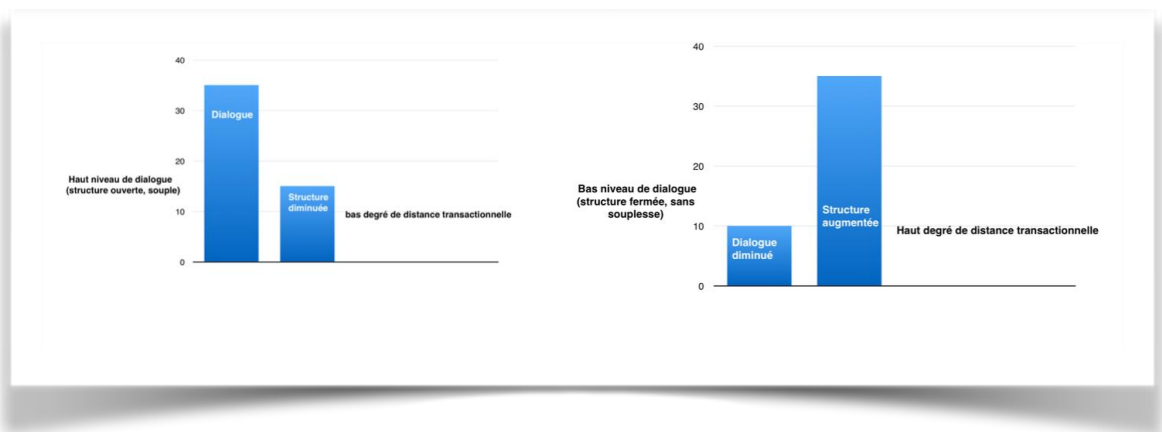 40
30
20
10
0
Dialogue
Structure
diminuée
Haut niveau de dialogue
(structure ouverte, souple)
bas degré de distance transactionnelle
40
30
20
10
0
Dialogue
diminué
Structure
augmentée
Bas niveau de dialogue
(structure fermée, sans
souplesse)
Haut degré de distance transactionnelle